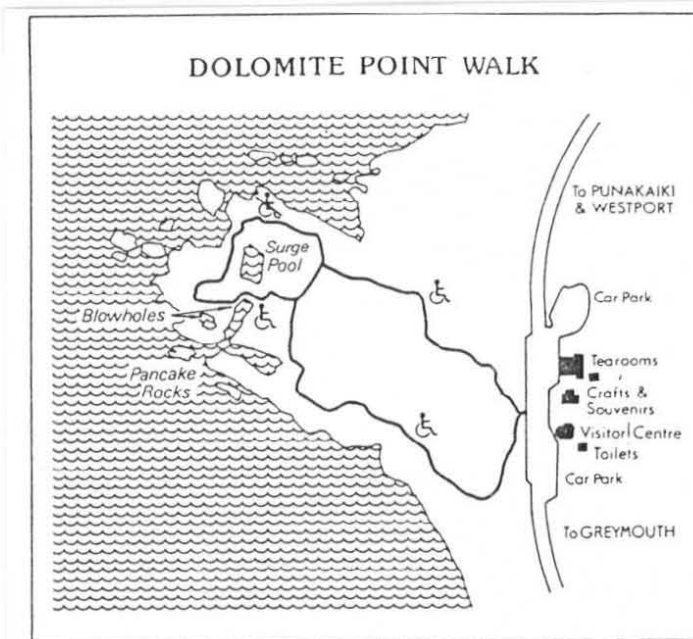 DOLOMITE POINT WALK
To PUNAKAIKI
& WESTPORT
Surge
Pool
Car Park
Blowholes
Tearooms
Pancake
Rocks
Crafts &
Souvenirs
Visitor Centre
Toilets
Car Park
To GREYMOUTH